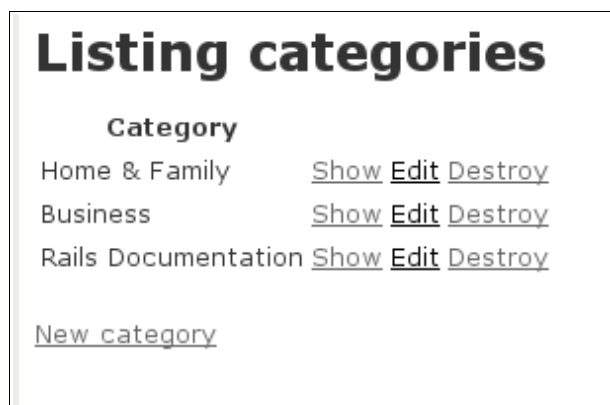 Listing categories
Category
Home & Family Show Edit Destroy
Business Show Edit Destroy
Rails Documentation Show Edit Destroy
New category